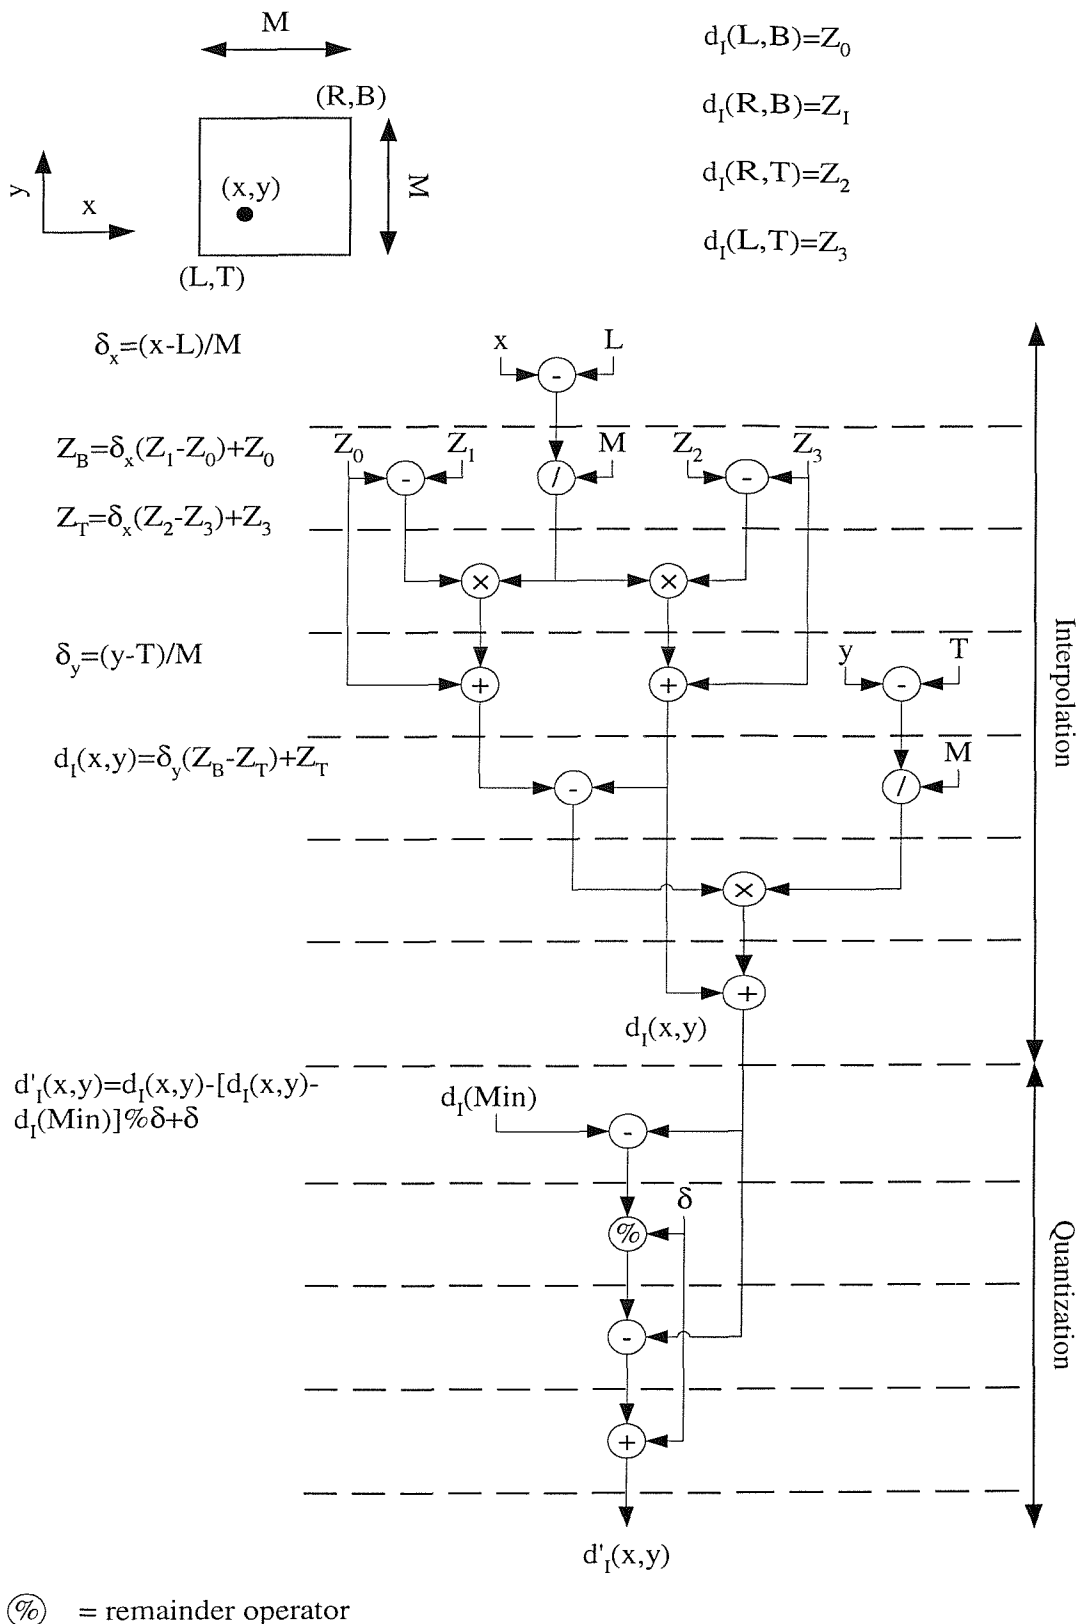 M
d_I(L,B)=Z_0
(R,B)
d_I(R,B)=Z_I
M
y
x
(x,y)
d_I(R,T)=Z_2
(L,T)
d_I(L,T)=Z_3
δ_x=(x-L)/M
x
L
-
Z_B=δ_x(Z_1-Z_0)+Z_0
Z_0
Z_1
M
Z_2
Z_3
-
/
-
Z_T=δ_x(Z_2-Z_3)+Z_3
×
×
δ_y=(y-T)/M
y
T
+
+
-
Interpolation
d_I(x,y)=δ_y(Z_B-Z_T)+Z_T
M
-
/
×
+
d_I(x,y)
d'_I(x,y)=d_I(x,y)-[d_I(x,y)-
d_I(Min)]%δ+δ
d_I(Min)
-
δ
%
-
Quantization
+
d'_I(x,y)
% = remainder operator